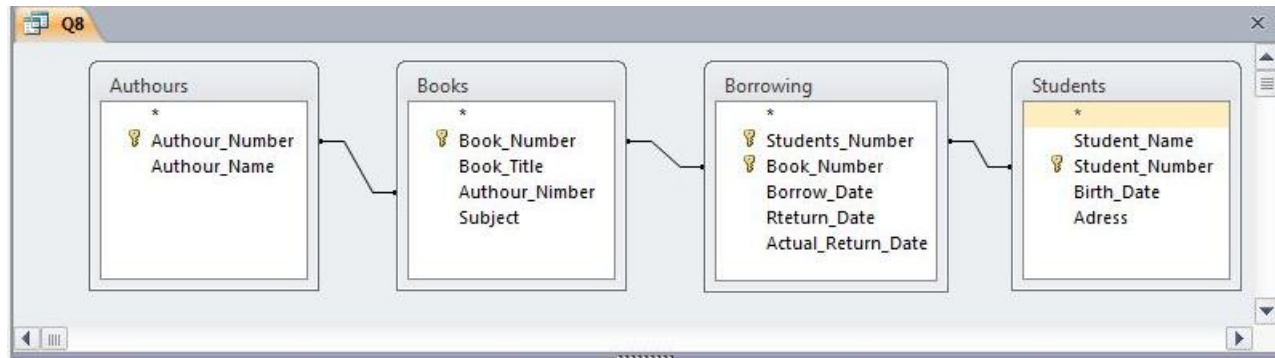 Q8
Authours
*
Authour_Number
Authour_Name
Books
*
Book_Number
Book_Title
Authour_Nimber
Subject
Borrowing
*
Students_Number
Book_Number
Borrow_Date
Rteturn_Date
Actual_Return_Date
Students
*
Student_Name
Student_Number
Birth_Date
Adress